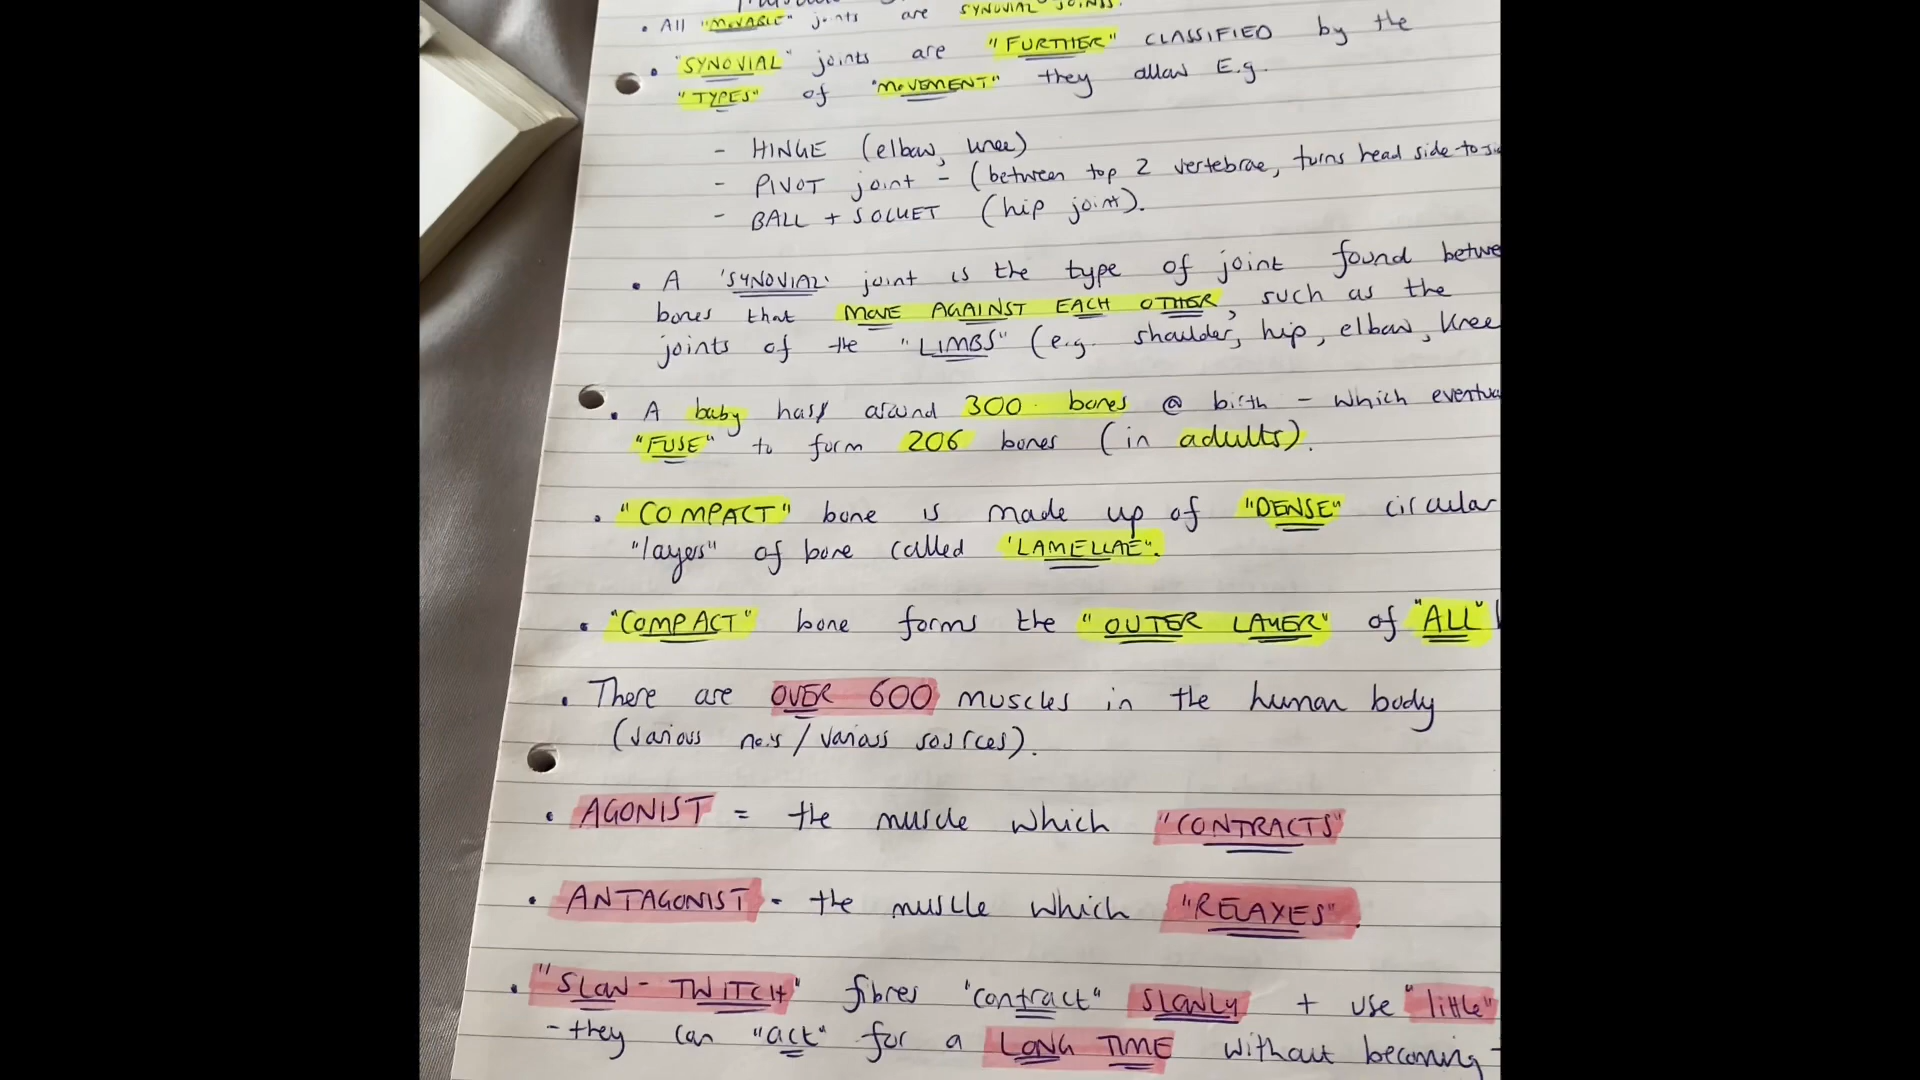 • All "MOVABLE" joints are SYNOVIAL JOINTS.
• "SYNOVIAL" joints are "FURTHER" CLASSIFIED by the
"TYPES" of "MOVEMENT" they allow E.g.
- HINGE (elbow, knee)
- PIVOT joint - (between top 2 vertebrae, turns head side to si
- BALL + SOCKET (hip joint).
• A 'SYNOVIAL' joint is the type of joint found betwe
bones that MOVE AGAINST EACH OTHER, such as the
joints of the "LIMBS" (e.g. shoulder, hip, elbow, knee
• A baby has around 300 bones @ birth - which eventua
"FUSE" to form 206 bones (in adults).
• "COMPACT" bone is made up of "DENSE" circular
"layers" of bone called 'LAMELLAE".
• "COMPACT" bone forms the "OUTER LAYER" of "ALL"
• There are OVER 600 muscles in the human body
(various no.s / various sources).
• AGONIST = the muscle which "CONTRACTS"
• ANTAGONIST - the muscle which "RELAXES".
• "SLOW-TWITCH" fibres "contract" SLOWLY + use "little"
- they can "act" for a LONG TIME without becoming